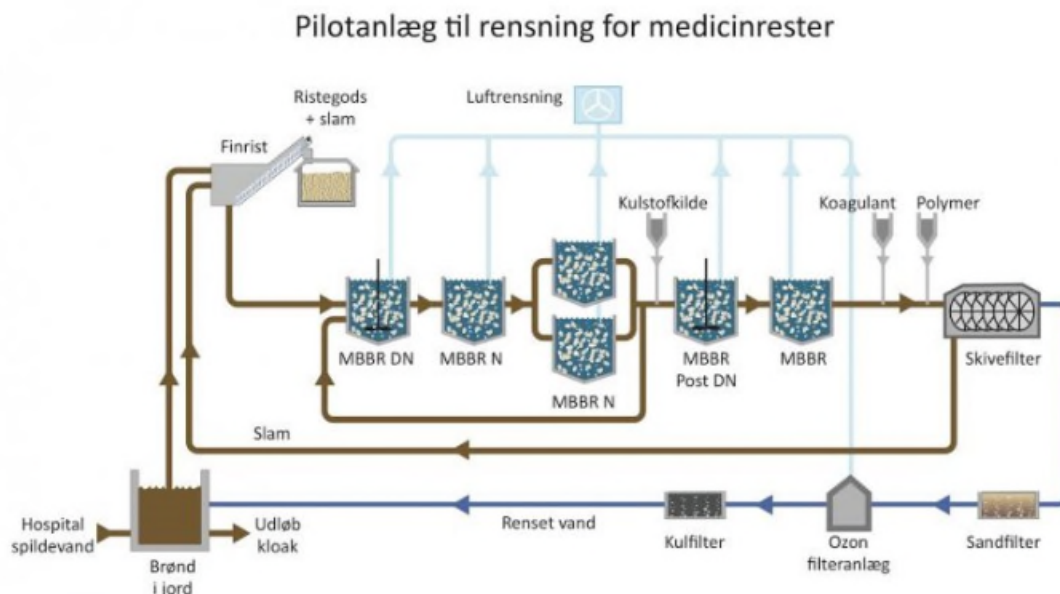 Pilotanlæg til rensning for medicinrester
Ristegods
+ slam
Luftrensning
Finrist
Kulstofkilde
Koagulant
Polymer
MBBR DN
MBBR N
MBBR N
MBBR
Post DN
MBBR
Skivefilter
Slam
Hospital
spildevand
Udløb
kloak
Brønd
i jord
Renset vand
Kulfilter
Ozon
filteranlæg
Sandfilter